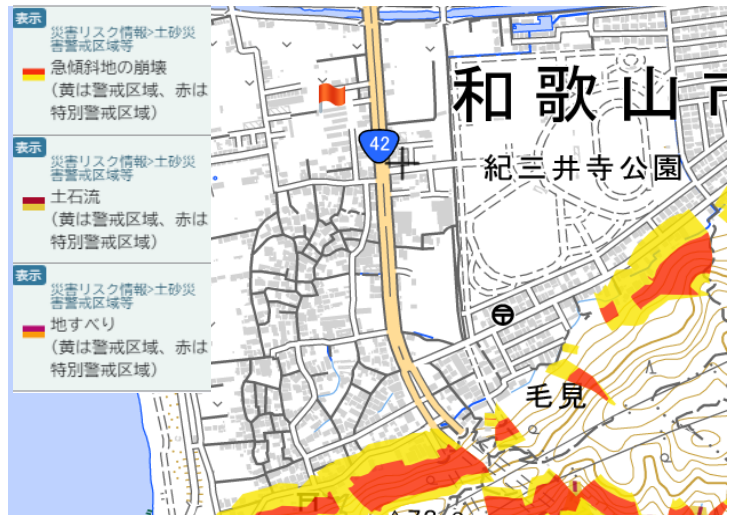 表示
災害リスク情報>土砂災
害警戒区域等
急傾斜地の崩壊
(黄は警戒区域、赤は
特別警戒区域)
表示
災害リスク情報>土砂災
害警戒区域等
土石流
(黄は警戒区域、赤は
特別警戒区域)
表示
災害リスク情報>土砂災
害警戒区域等
地すべり
(黄は警戒区域、赤は
特別警戒区域)
和歌山市
42
紀三井寺公園
毛見